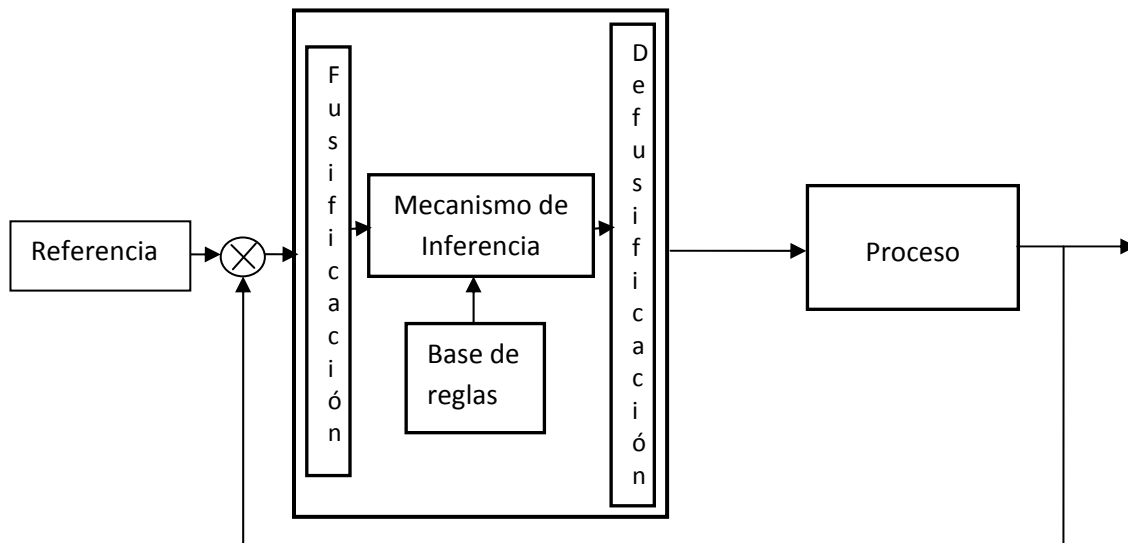 Referencia
Fusificación
Mecanismo de
Inferencia
Base de
reglas
Defusificación
Proceso